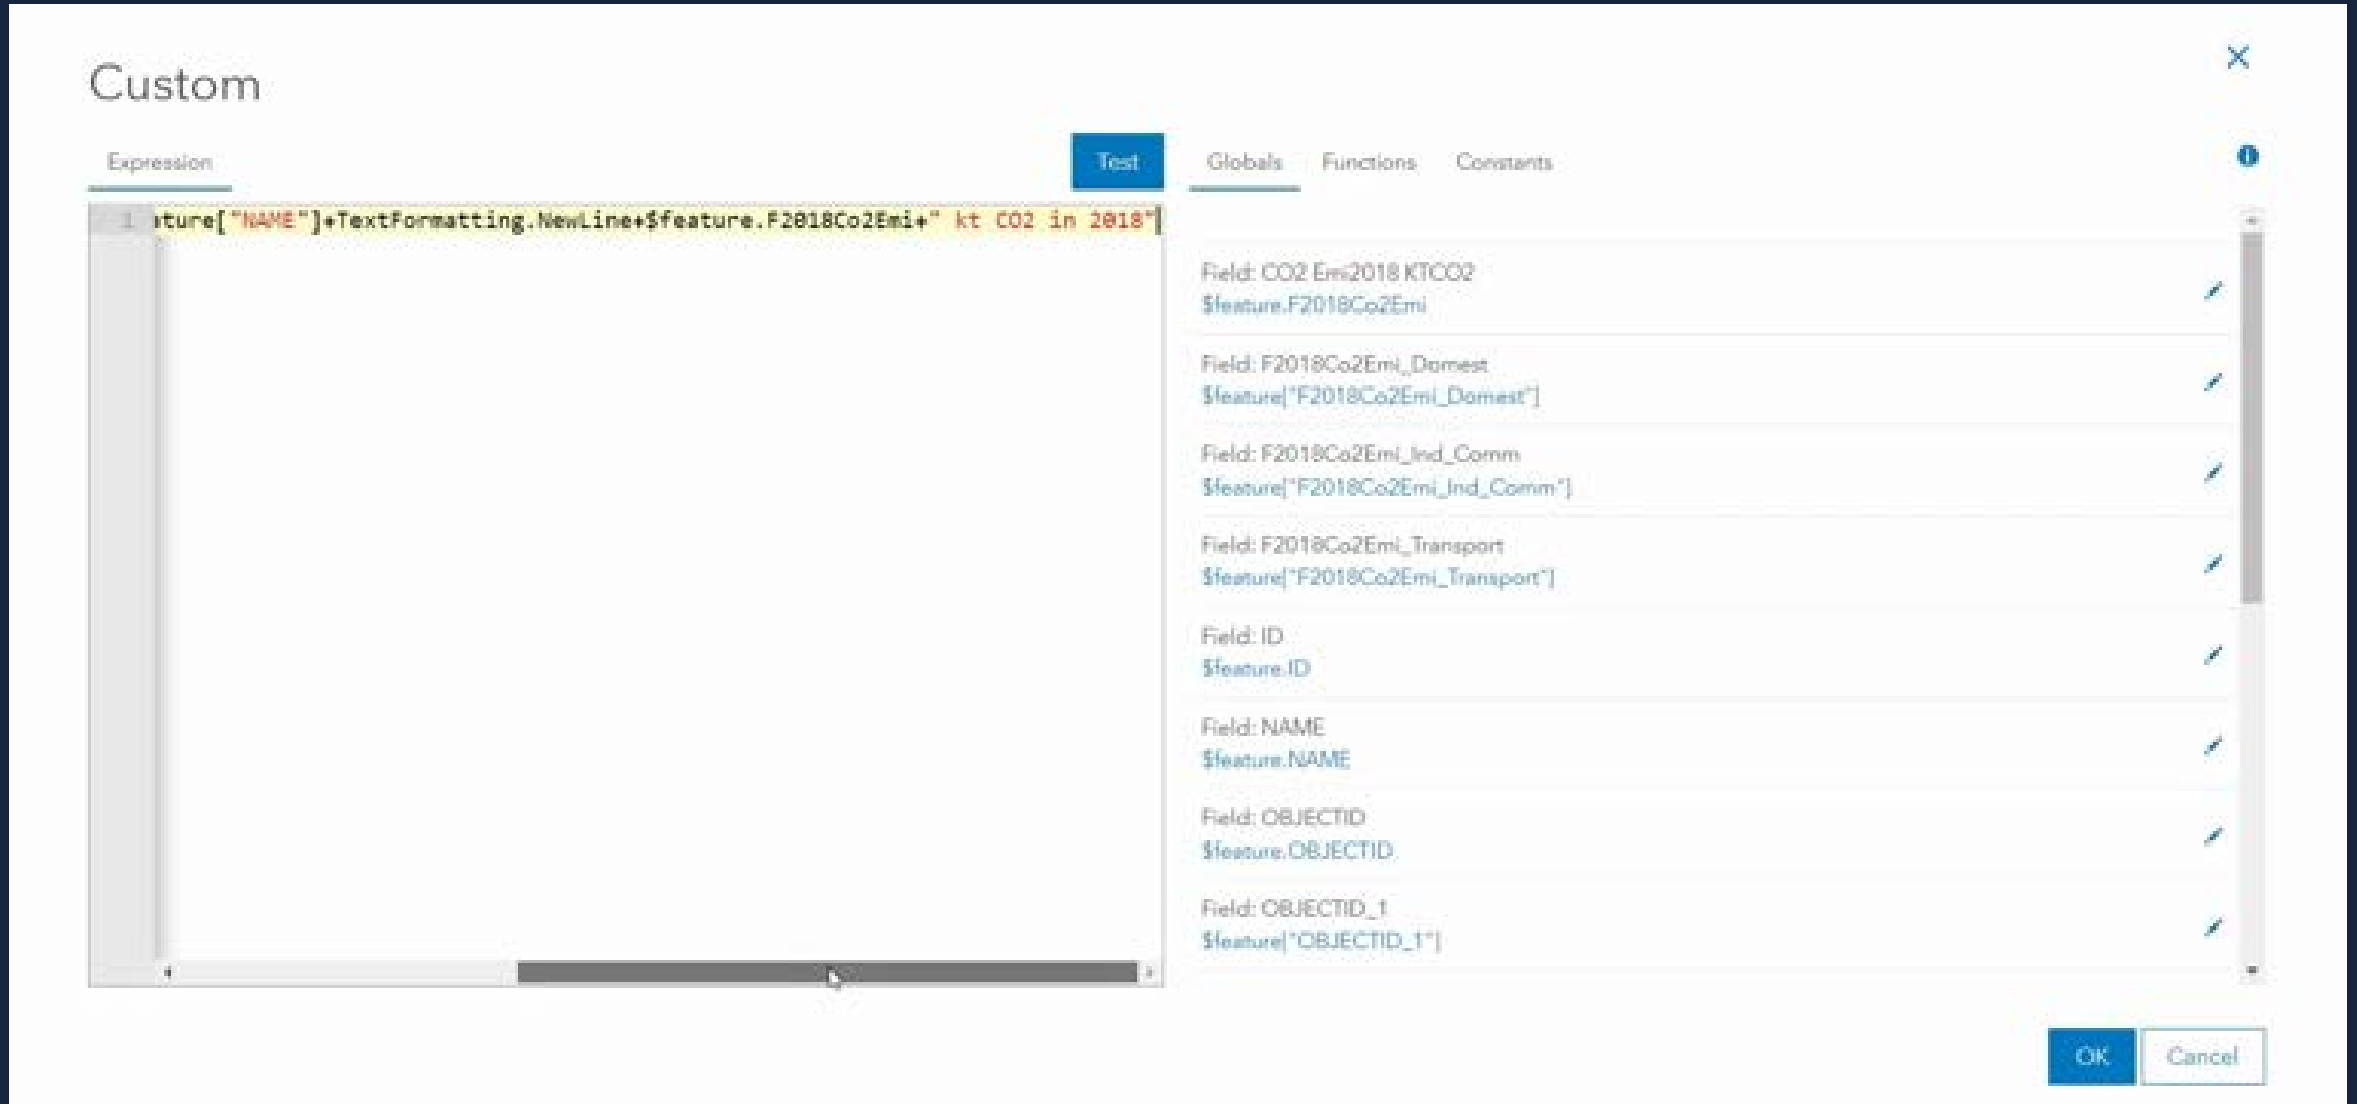 Custom
Expression
Test
Globals
Functions
Constants
1 ature["NAME"]+TextFormatting.NewLine+$feature.F2018Co2Emi+" kt CO2 in 2018"
Field: CO2 Emi2018 KTCO2
$feature.F2018Co2Emi
Field: F2018Co2Emi_Domest
$feature["F2018Co2Emi_Domest"]
Field: F2018Co2Emi_Ind_Comm
$feature["F2018Co2Emi_Ind_Comm"]
Field: F2018Co2Emi_Transport
$feature["F2018Co2Emi_Transport"]
Field: ID
$feature.ID
Field: NAME
$feature.NAME
Field: OBJECTID
$feature.OBJECTID
Field: OBJECTID_1
$feature["OBJECTID_1"]
OK
Cancel